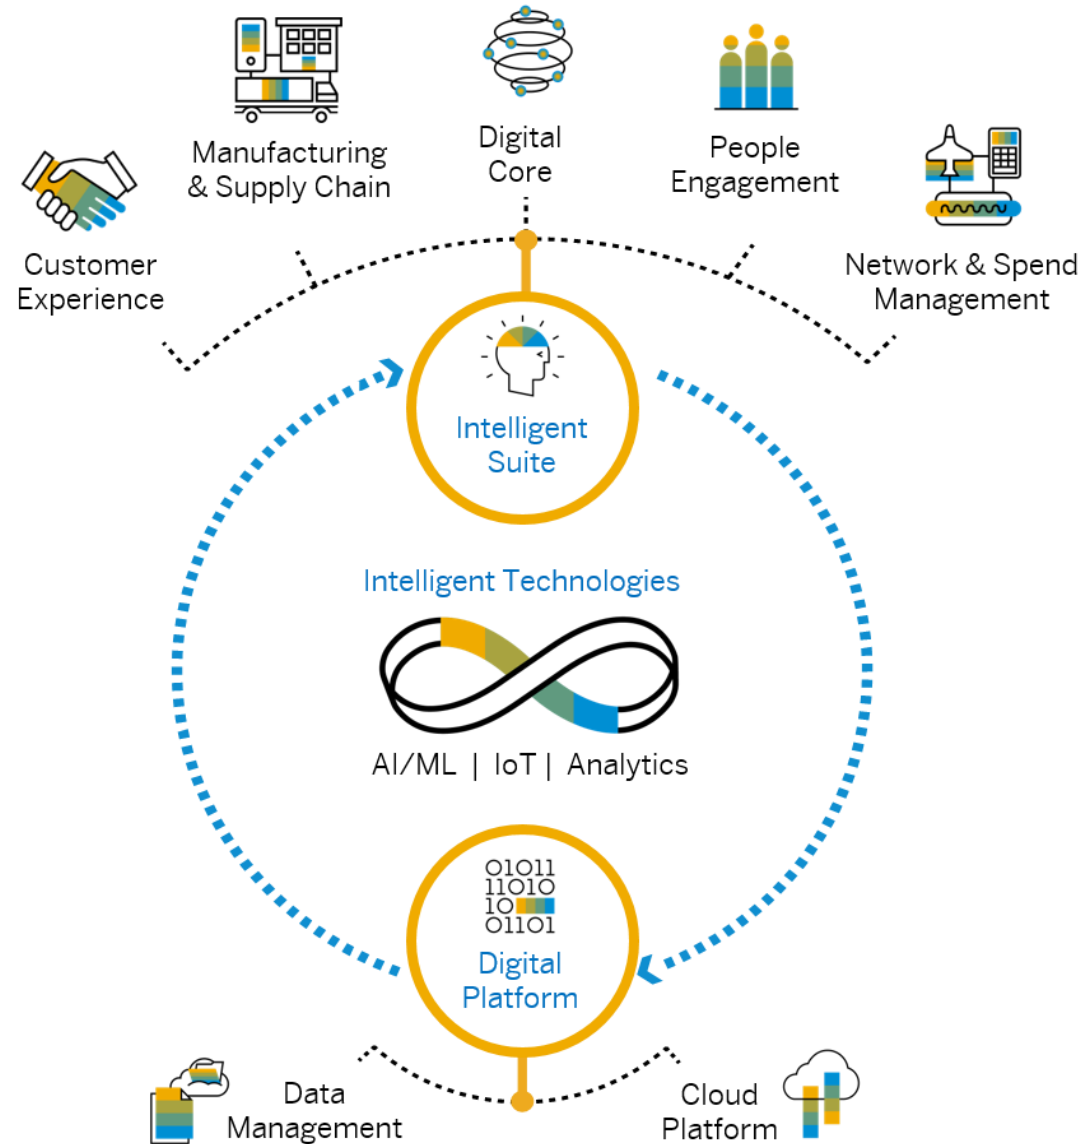 Digital
Core
People
Engagement
Manufacturing
& Supply Chain
Customer
Experience
Network & Spend
Management
Intelligent
Suite
Intelligent Technologies
AI/ML | IoT | Analytics
01011
11010
10
01101
Digital
Platform
Data
Management
Cloud
Platform